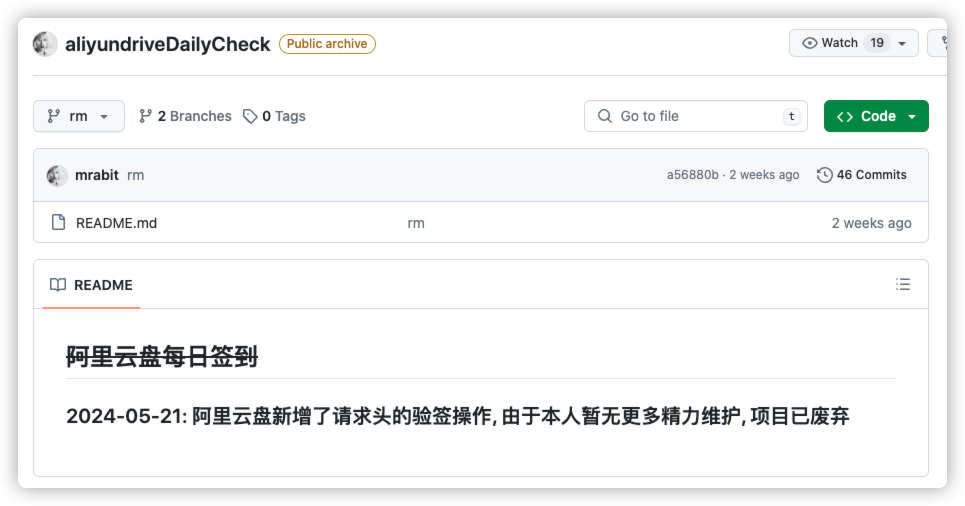 aliyundriveDailyCheck Public archive Watch 19
rm 2 Branches 0 Tags Go to file t Code
mrabit rm a56880b · 2 weeks ago 46 Commits
README.md rm 2 weeks ago
README
阿里云盘每日签到
2024-05-21: 阿里云盘新增了请求头的验签操作, 由于本人暂无更多精力维护, 项目已废弃